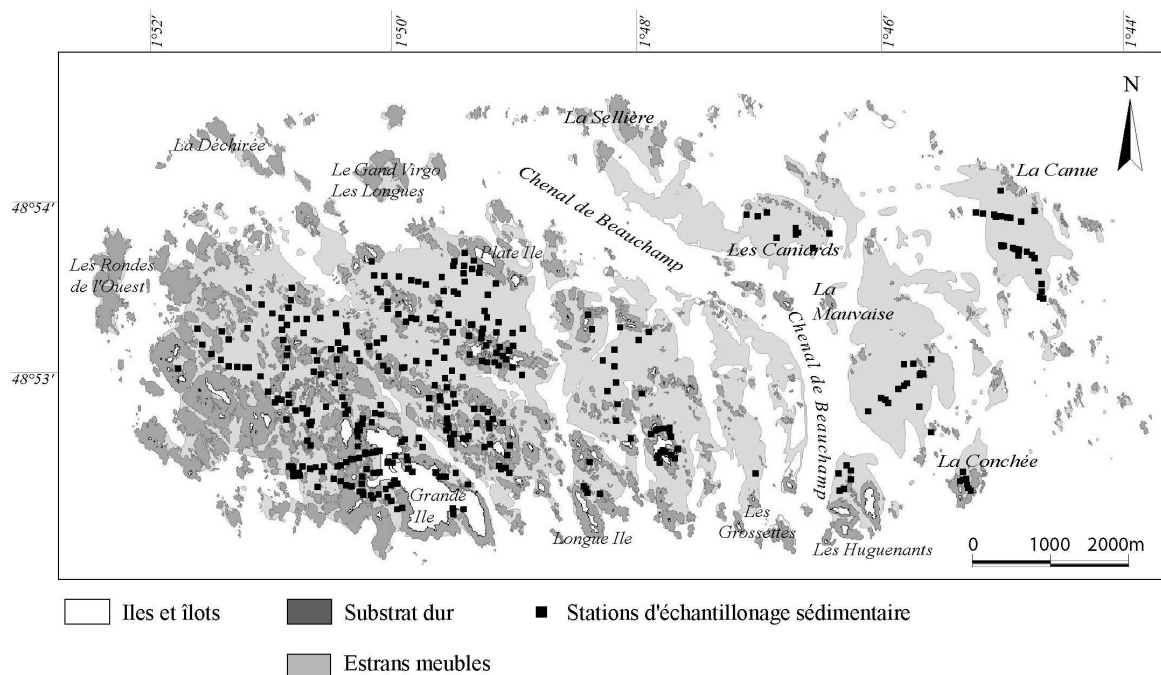 1°52'
1°50'
1°48'
1°46'
1°44'
N
La Sellière
La Déchirée
Le Gand Virgo
Les Longues
La Canue
Chenal de Beauchamp
48°54'
Les Caniards
Plate Ile
Les Rondes
de l'Ouest
La
Mauvaise
Chenal de Beauchamp
48°53'
La Conchée
Grande
Ile
Longue Ile
Les
Grossettes
Les Huguenants
0 1000 2000m
Iles et îlots
Substrat dur
Stations d'échantillonage sédimentaire
Estrans meubles